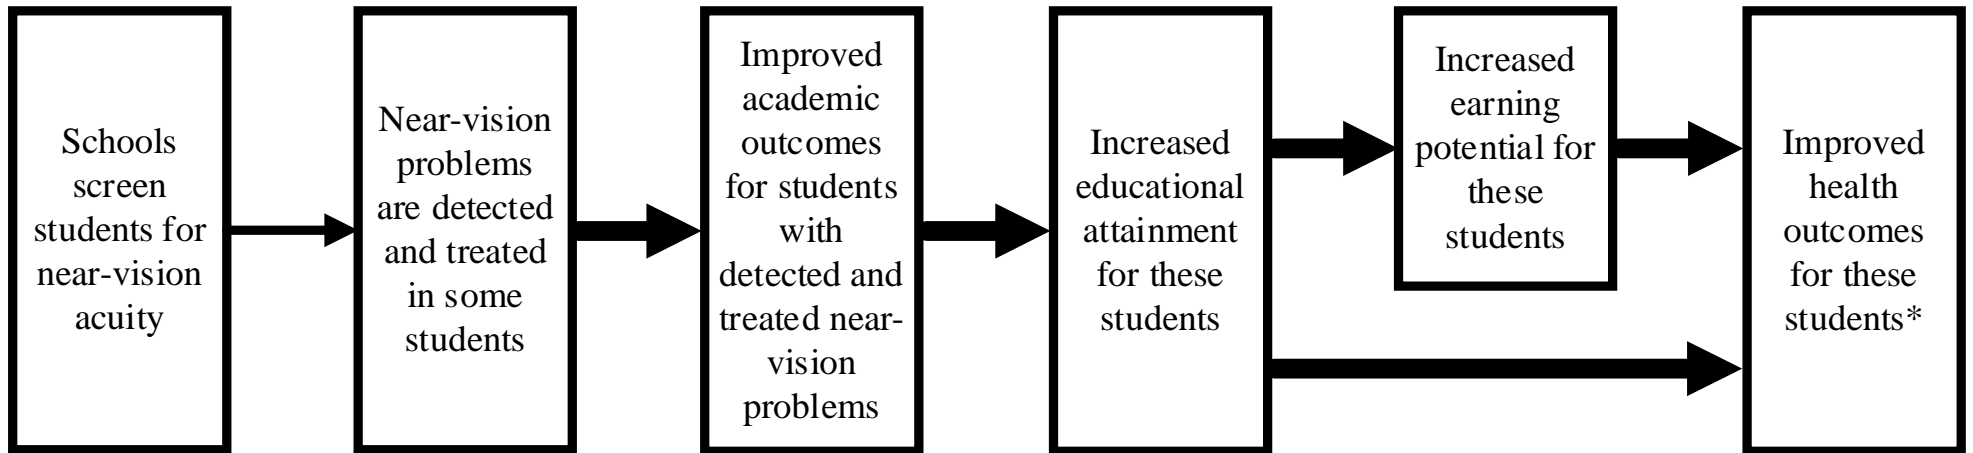 Schools
screen
students for
near-vision
acuity
Near-vision
problems
are detected
and treated
in some
students
Improved
academic
outcomes
for students
with
detected and
treated near-
vision
problems
Increased
educational
attainment
for these
students
Increased
earning
potential for
these
students
Improved
health
outcomes
for these
students*